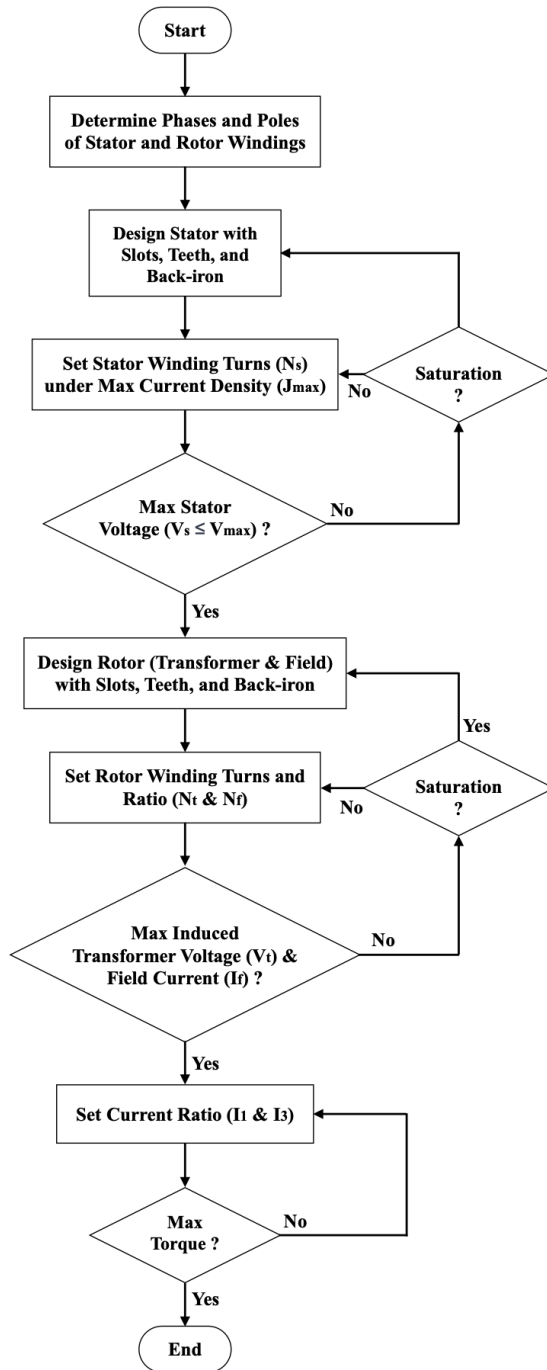 Start
Determine Phases and Poles
of Stator and Rotor Windings
Design Stator with
Slots, Teeth, and
Back-iron
Set Stator Winding Turns (Ns)
under Max Current Density (Jmax)
Saturation
?
No
Max Stator
Voltage (Vs ≤ Vmax) ?
No
Yes
Design Rotor (Transformer & Field)
with Slots, Teeth, and Back-iron
Yes
Set Rotor Winding Turns and
Ratio (Nt & Nf)
Saturation
?
No
Max Induced
Transformer Voltage (Vt) &
Field Current (If) ?
No
Yes
Set Current Ratio (I1 & I3)
Max
Torque ?
No
Yes
End